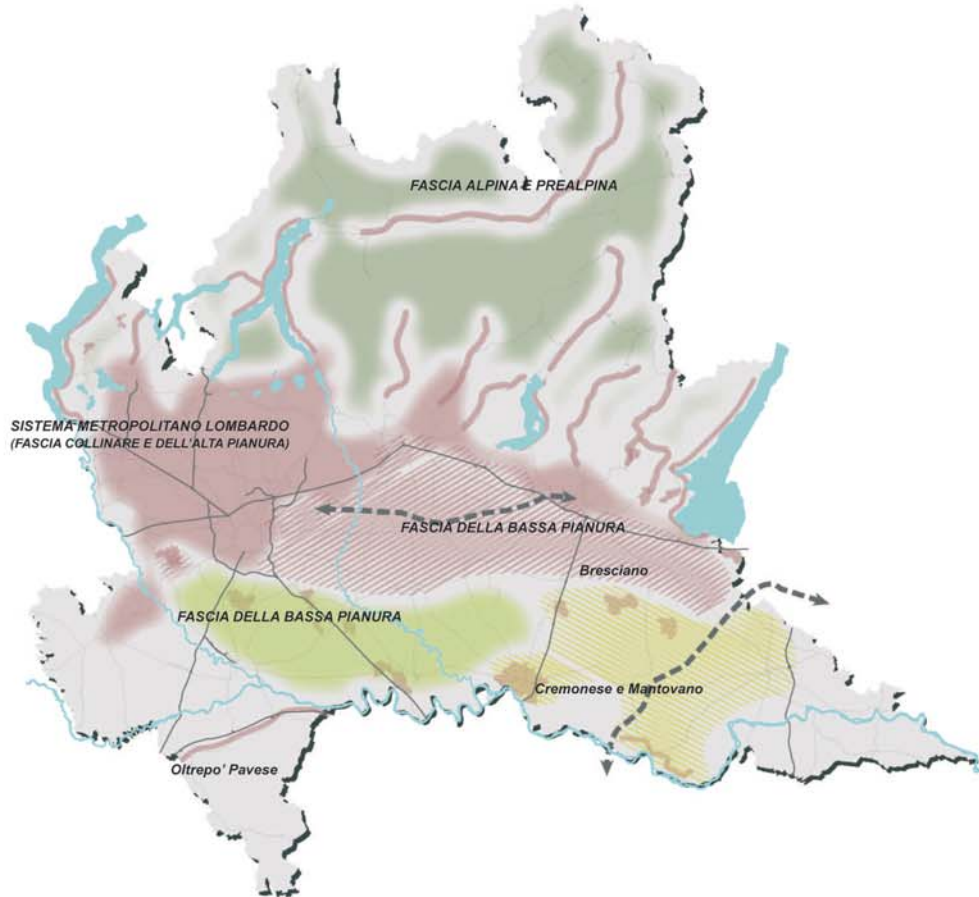 FASCIA ALPINA E PREALPINA
SISTEMA METROPOLITANO LOMBARDO
(FASCIA COLLINARE E DELL'ALTA PIANURA)
FASCIA DELLA BASSA PIANURA
Bresciano
FASCIA DELLA BASSA PIANURA
Cremonese e Mantovano
Oltrepo' Pavese